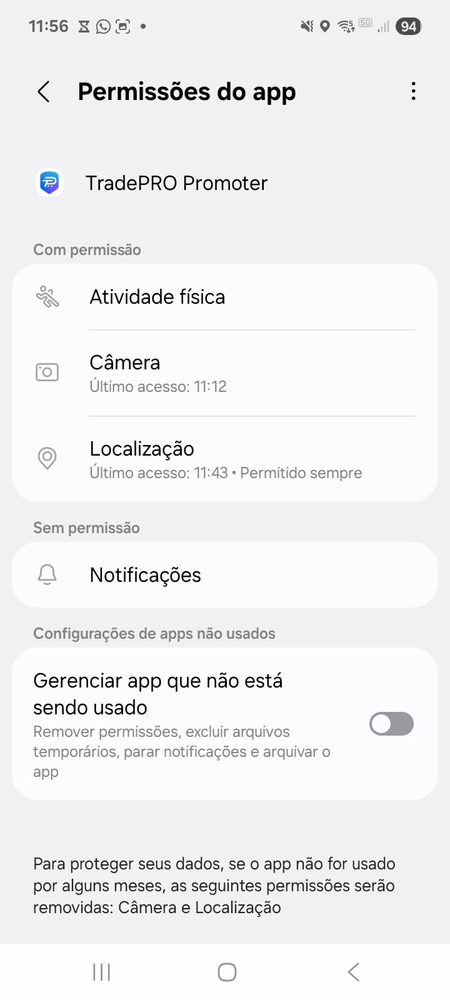 11:56
5G
94
Permissões do app
TradePRO Promoter
Com permissão
Atividade física
Câmera
Último acesso: 11:12
Localização
Último acesso: 11:43 • Permitido sempre
Sem permissão
Notificações
Configurações de apps não usados
Gerenciar app que não está
sendo usado
Remover permissões, excluir arquivos
temporários, parar notificações e arquivar o
app
Para proteger seus dados, se o app não for usado
por alguns meses, as seguintes permissões serão
removidas: Câmera e Localização